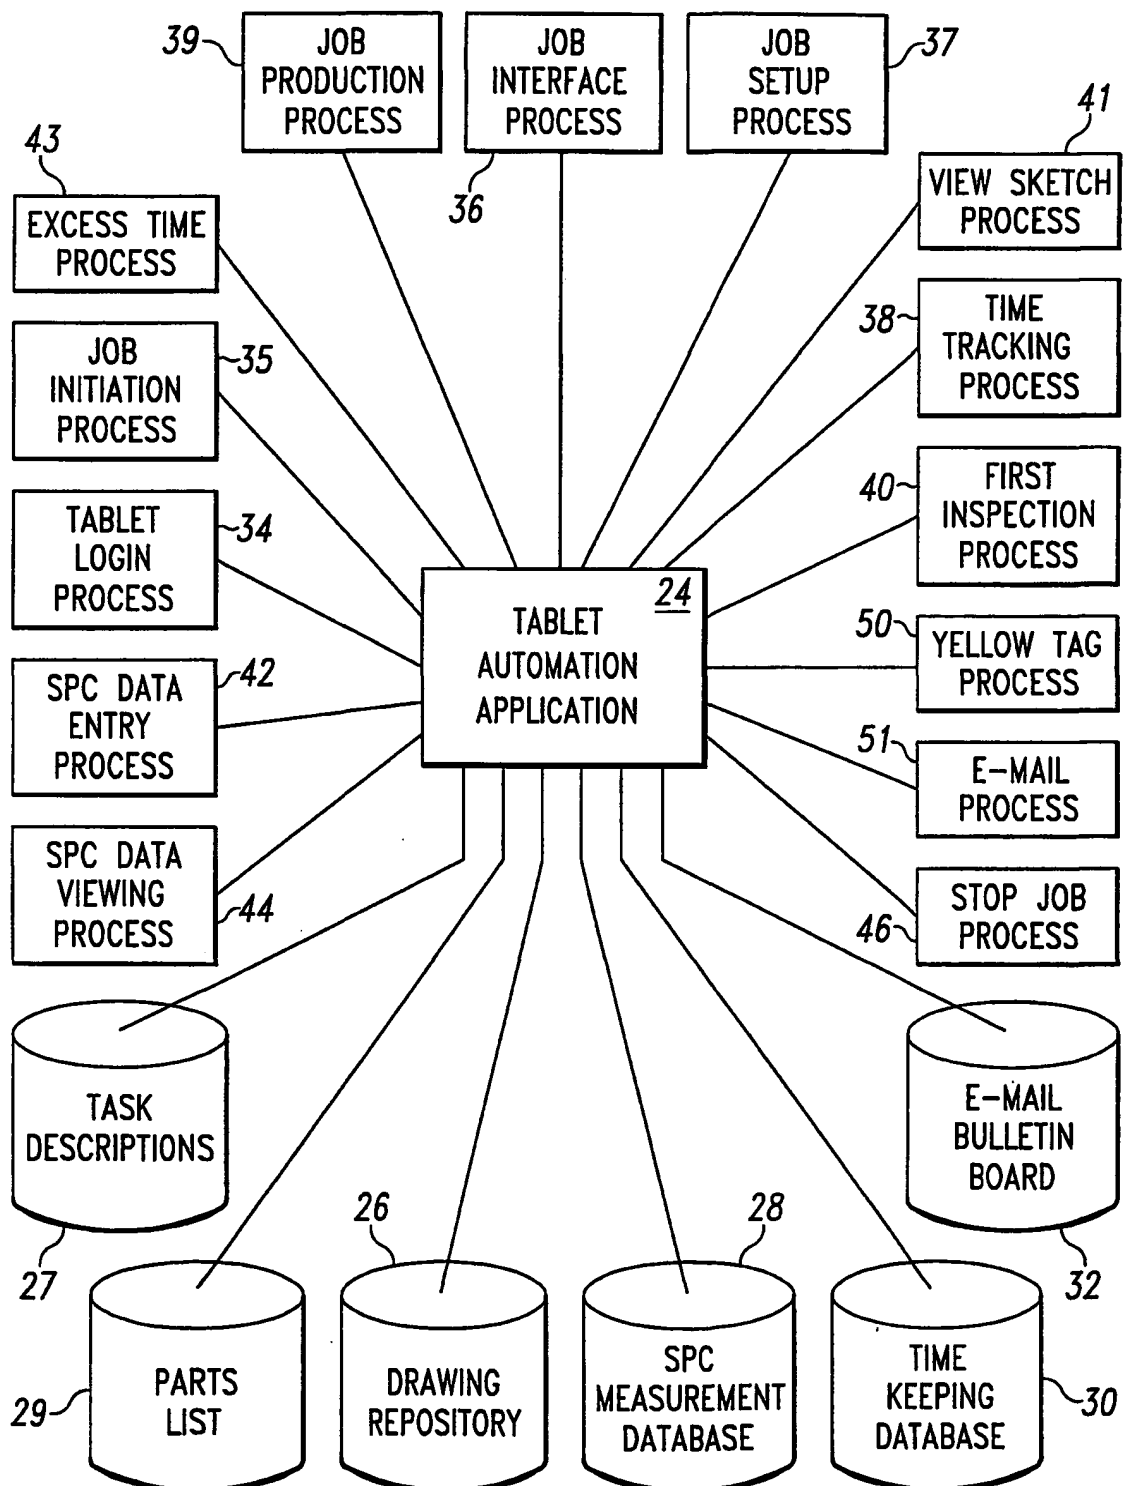 39
JOB
PRODUCTION
PROCESS
JOB
INTERFACE
PROCESS
36
JOB
SETUP
PROCESS
37
41
VIEW SKETCH
PROCESS
43
EXCESS TIME
PROCESS
38
TIME
TRACKING
PROCESS
JOB
INITIATION
PROCESS
35
40
FIRST
INSPECTION
PROCESS
TABLET
LOGIN
PROCESS
34
24
TABLET
AUTOMATION
APPLICATION
50
YELLOW TAG
PROCESS
SPC DATA
ENTRY
PROCESS
42
51
E-MAIL
PROCESS
SPC DATA
VIEWING
PROCESS
44
STOP JOB
PROCESS
46
TASK
DESCRIPTIONS
27
E-MAIL
BULLETIN
BOARD
32
PARTS
LIST
29
26
DRAWING
REPOSITORY
28
SPC
MEASUREMENT
DATABASE
TIME
KEEPING
DATABASE
30